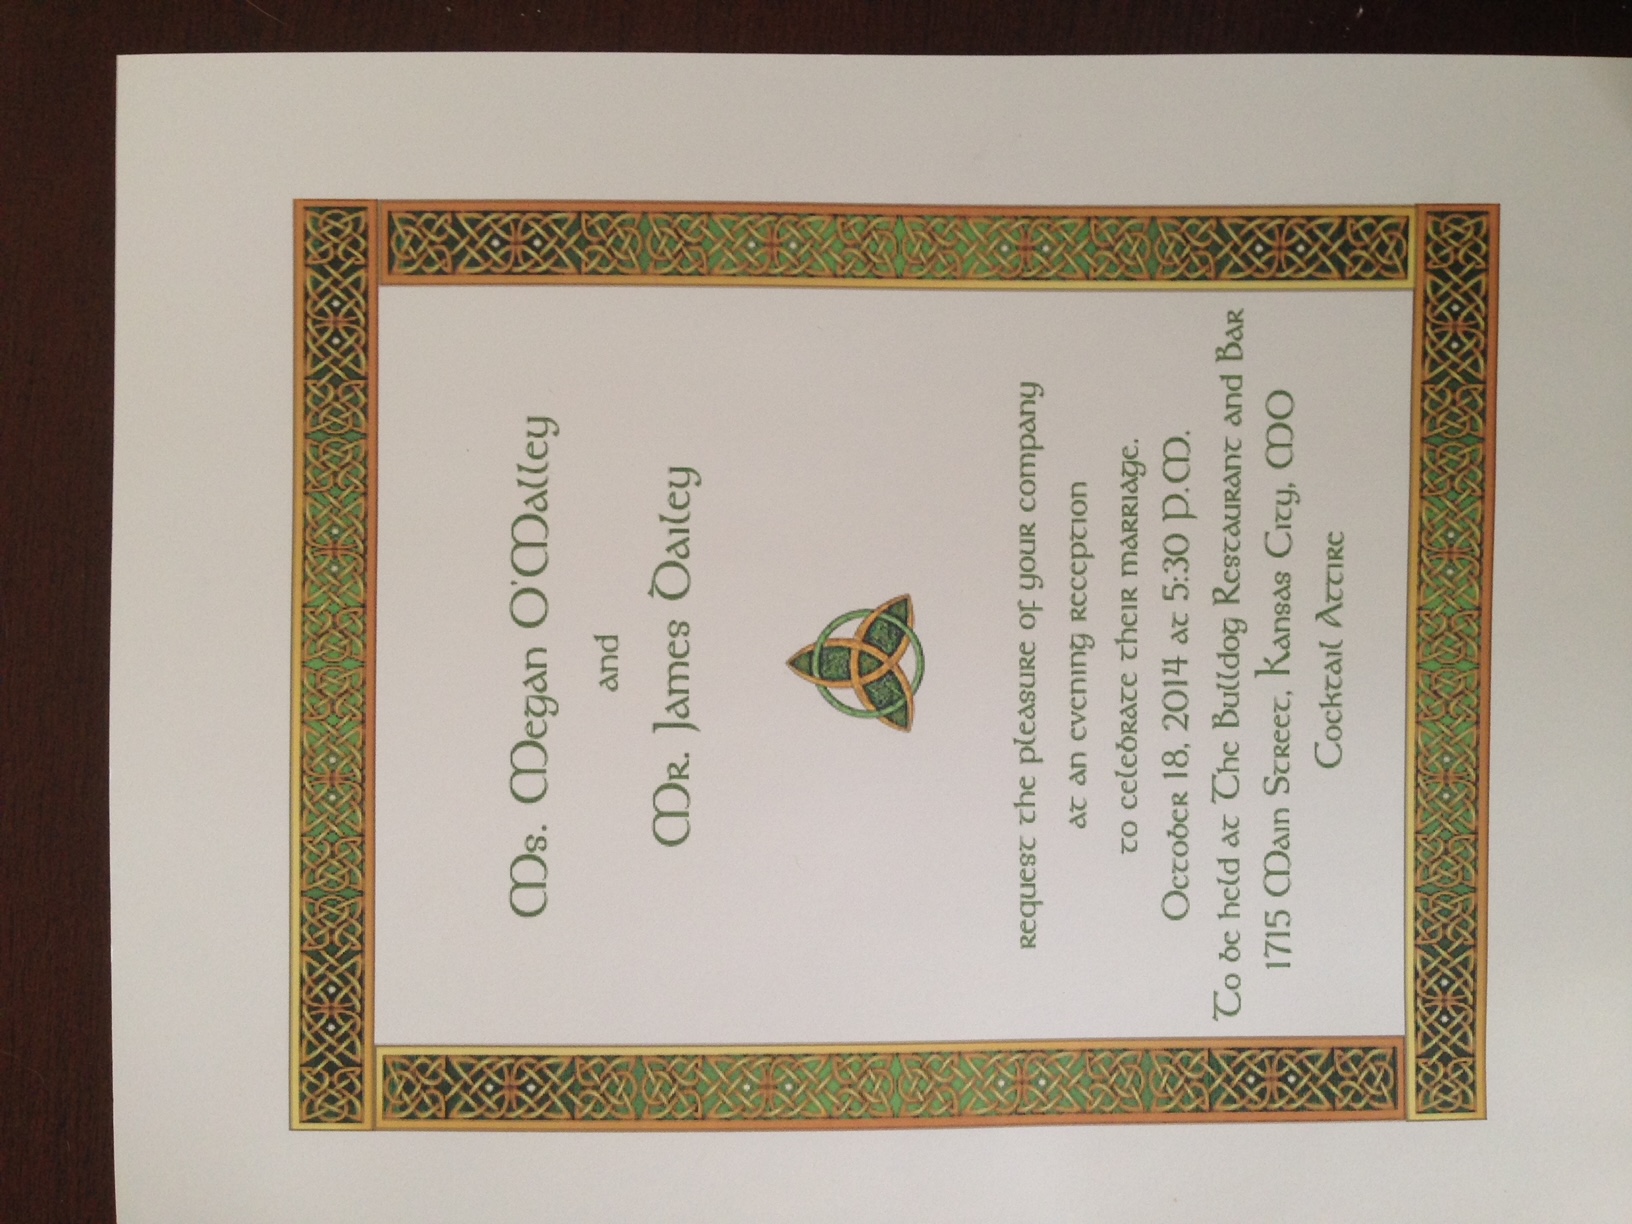 Ms. Megan O'Malley
and
Mr. James Dailey
request the pleasure of your company
at an evening reception
to celebrate their marriage.
October 18, 2014 at 5:30 P.M.
To be held at The Bulldog Restaurant and Bar
1715 Main Street, Kansas City, MO
Cocktail Attire